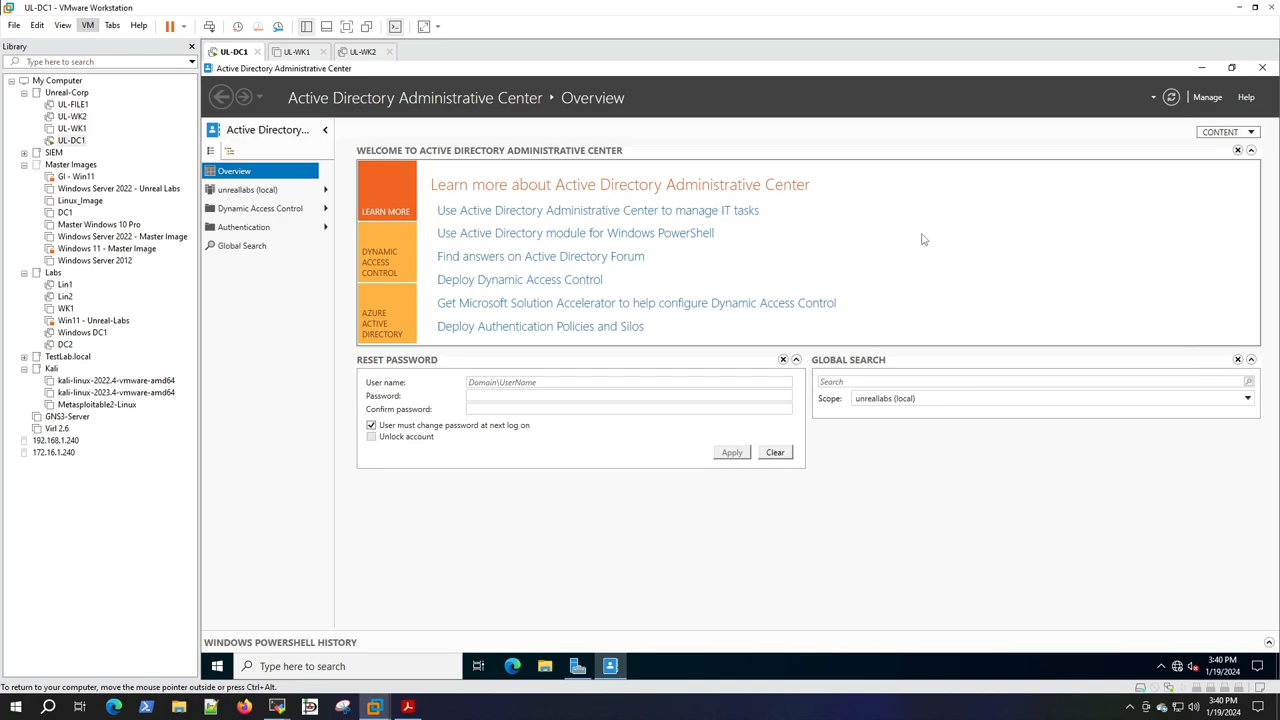 UL-DC1 - VMware Workstation
File Edit View VM Tabs Help
Library
Type here to search
My Computer
Unreal-Corp
UL-FILE1
UL-WK2
UL-WK1
UL-DC1
SIEM
Master Images
GI - Win11
Windows Server 2022 - Unreal Labs
Linux_Image
DC1
Master Windows 10 Pro
Windows Server 2022 - Master Image
Windows 11 - Master Image
Windows Server 2012
Labs
Lin1
Lin2
WK1
Win11 - Unreal-Labs
Windows DC1
DC2
TestLab.local
Kali
kali-linux-2022.4-vmware-amd64
kali-linux-2023.4-vmware-amd64
Metasploitable2-Linux
GNS3-Server
Virl 2.6
192.168.1.240
172.16.1.240
UL-DC1 UL-WK1 UL-WK2
Active Directory Administrative Center
Active Directory Administrative Center • Overview
Manage Help
Active Directory...
Overview
unreallabs (local)
Dynamic Access Control
Authentication
Global Search
CONTENT
WELCOME TO ACTIVE DIRECTORY ADMINISTRATIVE CENTER
LEARN MORE
DYNAMIC
ACCESS
CONTROL
AZURE
ACTIVE
DIRECTORY
Learn more about Active Directory Administrative Center
Use Active Directory Administrative Center to manage IT tasks
Use Active Directory module for Windows PowerShell
Find answers on Active Directory Forum
Deploy Dynamic Access Control
Get Microsoft Solution Accelerator to help configure Dynamic Access Control
Deploy Authentication Policies and Silos
RESET PASSWORD
User name: Domain\UserName
Password:
Confirm password:
User must change password at next log on
Unlock account
Apply Clear
GLOBAL SEARCH
Search
Scope: unreallabs (local)
WINDOWS POWERSHELL HISTORY
Type here to search
3:40 PM
1/19/2024
To return to your computer, move the mouse pointer outside or press Ctrl+Alt.
3:40 PM
1/19/2024